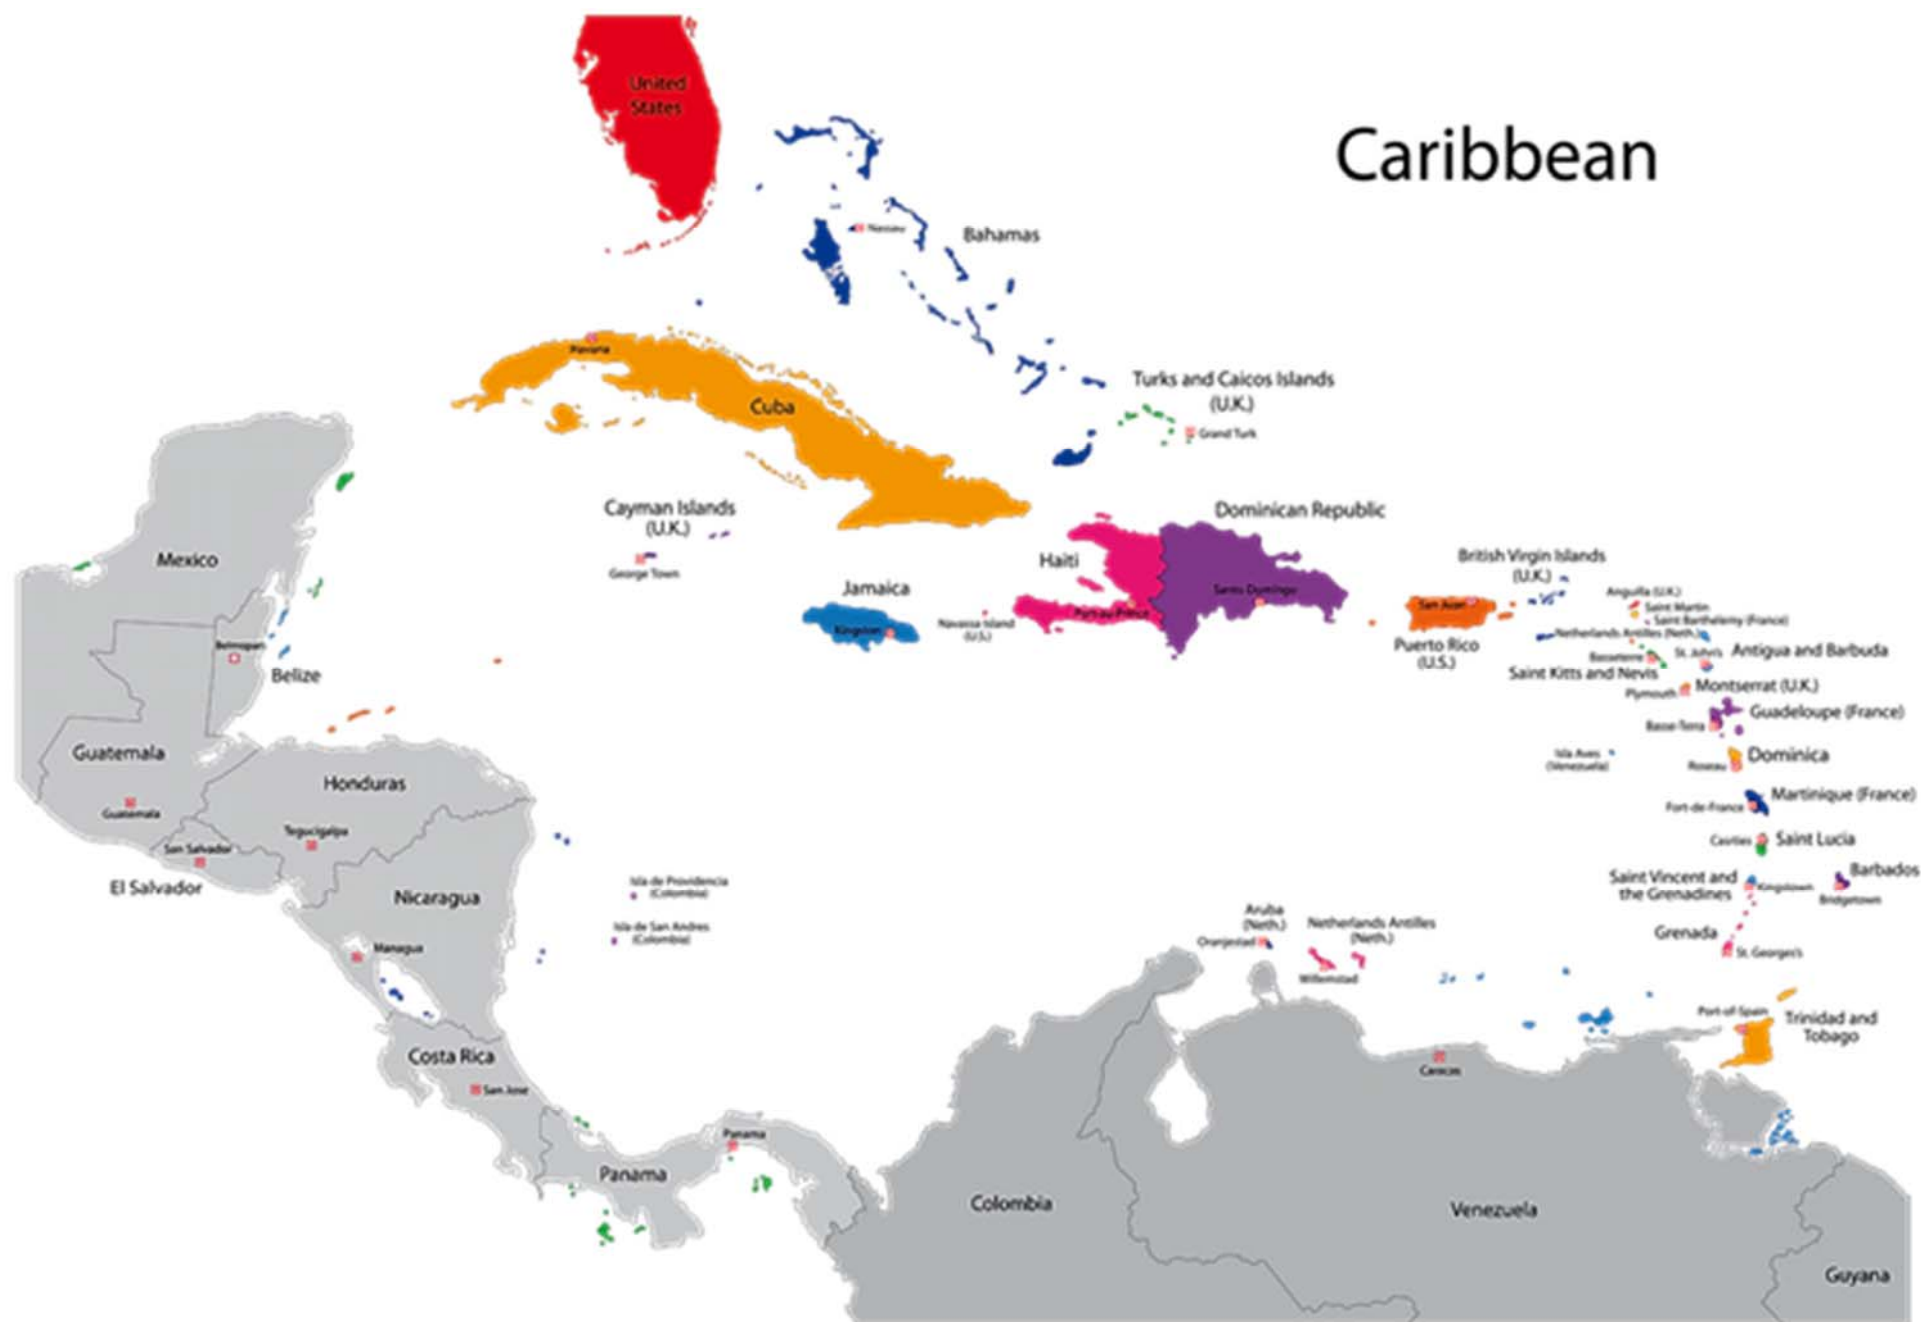 Caribbean
United
States
Nassau
Bahamas
Pavana
Cuba
Turks and Caicos Islands
(U.K.)
Grand Turk
Cayman Islands
(U.K.)
George Town
Jamaica
Kingston
Navassa Island
(U.S.)
Haiti
Port-au-Prince
Dominican Republic
Santo Domingo
San Juan
Puerto Rico
(U.S.)
British Virgin Islands
(U.K.)
Anguilla (U.K.)
Saint Martin
Saint Barthelemy (France)
Netherlands Antilles (Neth.)
Basseterre
St. John's
Antigua and Barbuda
Saint Kitts and Nevis
Plymouth
Montserrat (U.K.)
Basse-Terra
Guadeloupe (France)
Isla Aves
(Venezuela)
Roseau
Dominica
Fort-de-France
Martinique (France)
Castries
Saint Lucia
Saint Vincent and
the Grenadines
Kingstown
Barbados
Bridgetown
Grenada
St. Georges's
Port-of-Spain
Trinidad and
Tobago
Mexico
Belmopan
Belize
Guatemala
Guatemala
Honduras
Tegucigalpa
San Salvador
El Salvador
Nicaragua
Managua
Isla de Providencia
(Colombia)
Isla de San Andres
(Colombia)
Costa Rica
San Jose
Panama
Panama
Aruba
(Neth.)
Oranjestad
Netherlands Antilles
(Neth.)
Willemstad
Caracas
Colombia
Venezuela
Guyana